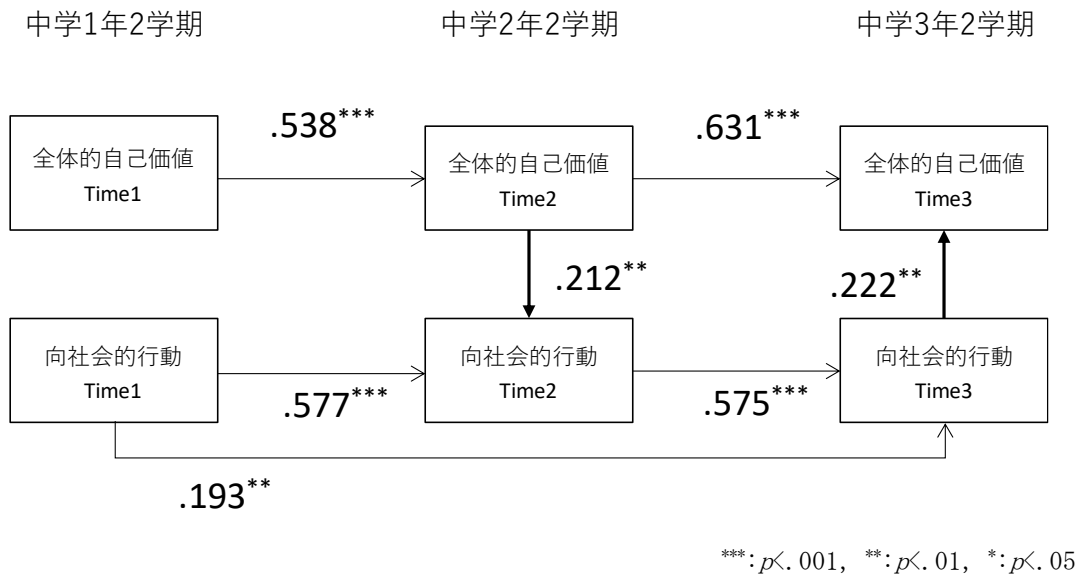 中学1年2学期
中学2年2学期
中学3年2学期
.538***
.631***
全体的自己価値
Time1
全体的自己価値
Time2
全体的自己価値
Time3
.212**
.222**
向社会的行動
Time1
向社会的行動
Time2
向社会的行動
Time3
.577***
.575***
.193**
***:p<.001, **:p<.01, *:p<.05